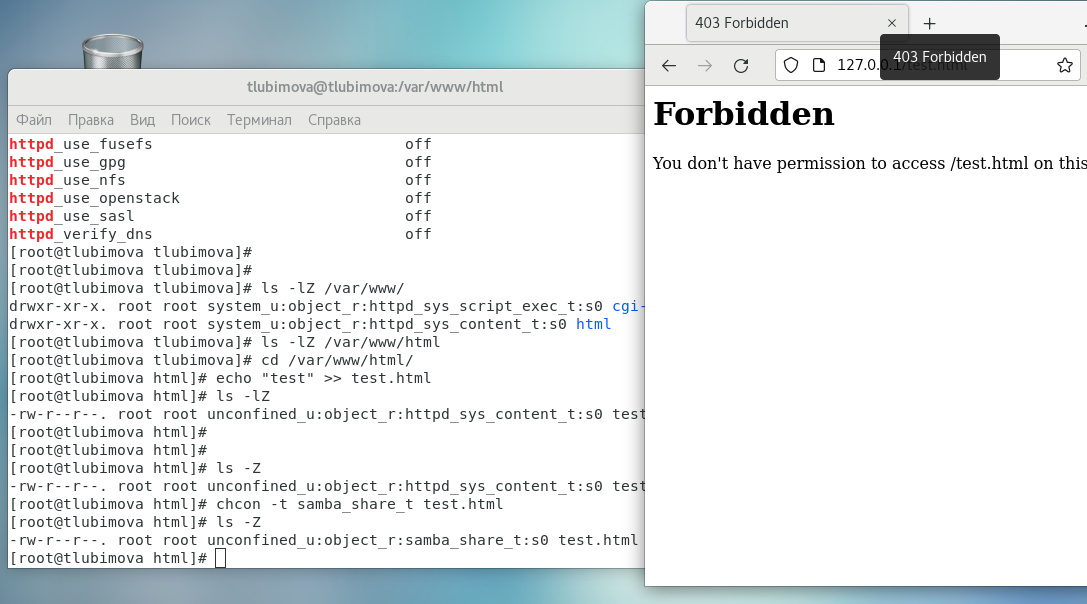 tlubimova@tlubimova:/var/www/html
Файл Правка Вид Поиск Терминал Справка
httpd_use_fusefs off
httpd_use_gpg off
httpd_use_nfs off
httpd_use_openstack off
httpd_use_sasl off
httpd_verify_dns off
[root@tlubimova tlubimova]#
[root@tlubimova tlubimova]#
[root@tlubimova tlubimova]# ls -lZ /var/www/
drwxr-xr-x. root root system_u:object_r:httpd_sys_script_exec_t:s0 cgi-
drwxr-xr-x. root root system_u:object_r:httpd_sys_content_t:s0 html
[root@tlubimova tlubimova]# ls -lZ /var/www/html
[root@tlubimova tlubimova]# cd /var/www/html/
[root@tlubimova html]# echo "test" >> test.html
[root@tlubimova html]# ls -lZ
-rw-r--r--. root root unconfined_u:object_r:httpd_sys_content_t:s0 test
[root@tlubimova html]#
[root@tlubimova html]#
[root@tlubimova html]# ls -Z
-rw-r--r--. root root unconfined_u:object_r:httpd_sys_content_t:s0 test
[root@tlubimova html]# chcon -t samba_share_t test.html
[root@tlubimova html]# ls -Z
-rw-r--r--. root root unconfined_u:object_r:samba_share_t:s0 test.html
[root@tlubimova html]#
403 Forbidden
403 Forbidden
127.0.0.1/test.html
Forbidden
You don't have permission to access /test.html on this